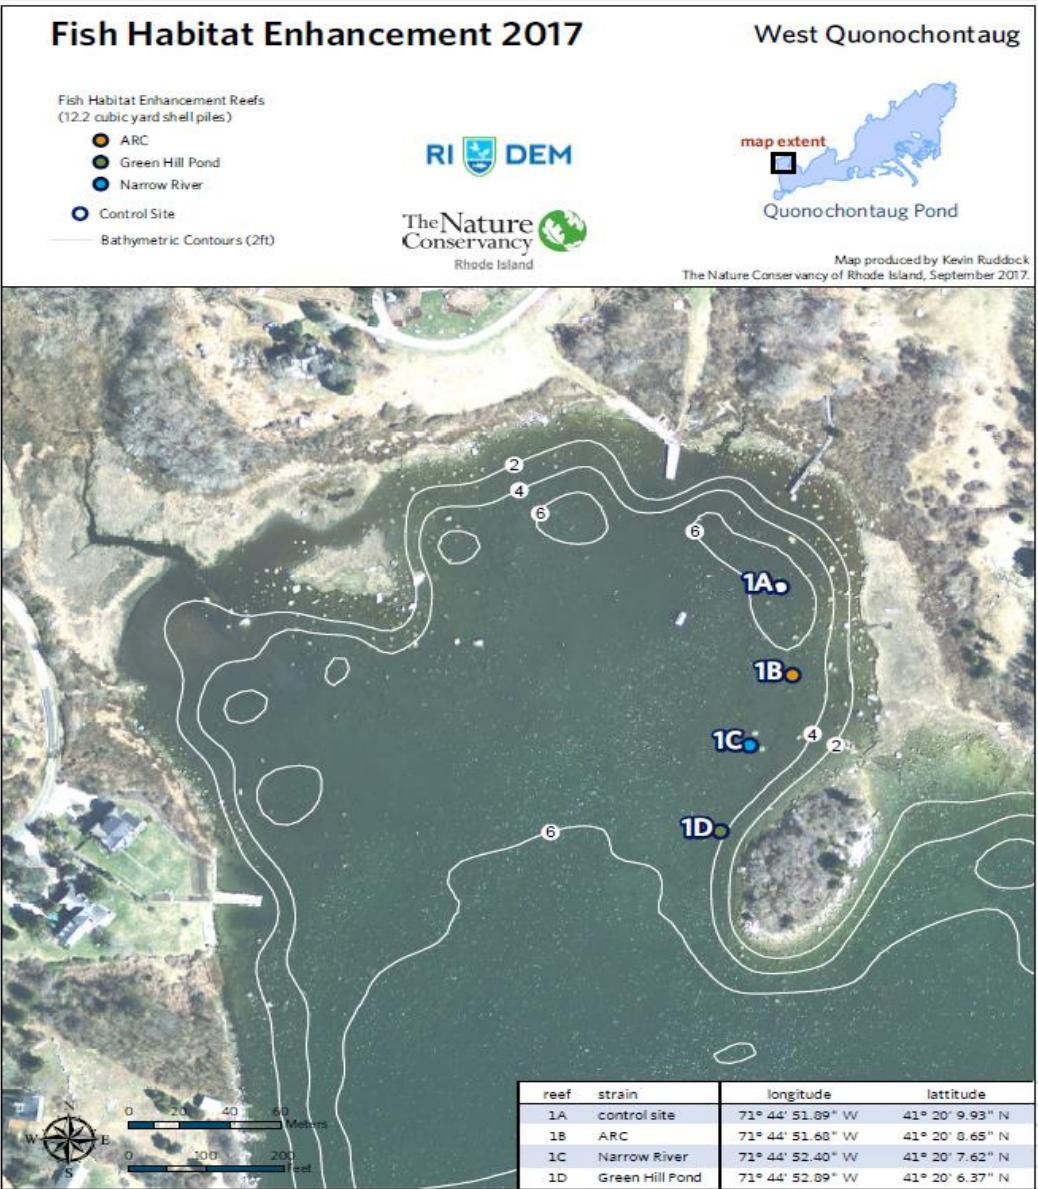 Fish Habitat Enhancement 2017
West Quonochontaug
Fish Habitat Enhancement Reefs
(12.2 cubic yard shell piles)
ARC
Green Hill Pond
Narrow River
Control Site
Bathymetric Contours (2ft)
RI DEM
The Nature
Conservancy
Rhode Island
map extent
Quonochontaug Pond
Map produced by Kevin Ruddock
The Nature Conservancy of Rhode Island, September 2017.
2
4
6
6
1A
1B
1C
4
2
1D
6
N
W E
S
0 20 40 60
Meters
0 100 200
Feet
reef strain longitude lattitude
1A control site 71° 44' 51.89" W 41° 20' 9.93" N
1B ARC 71° 44' 51.68" W 41° 20' 8.65" N
1C Narrow River 71° 44' 52.40" W 41° 20' 7.62" N
1D Green Hill Pond 71° 44' 52.89" W 41° 20' 6.37" N